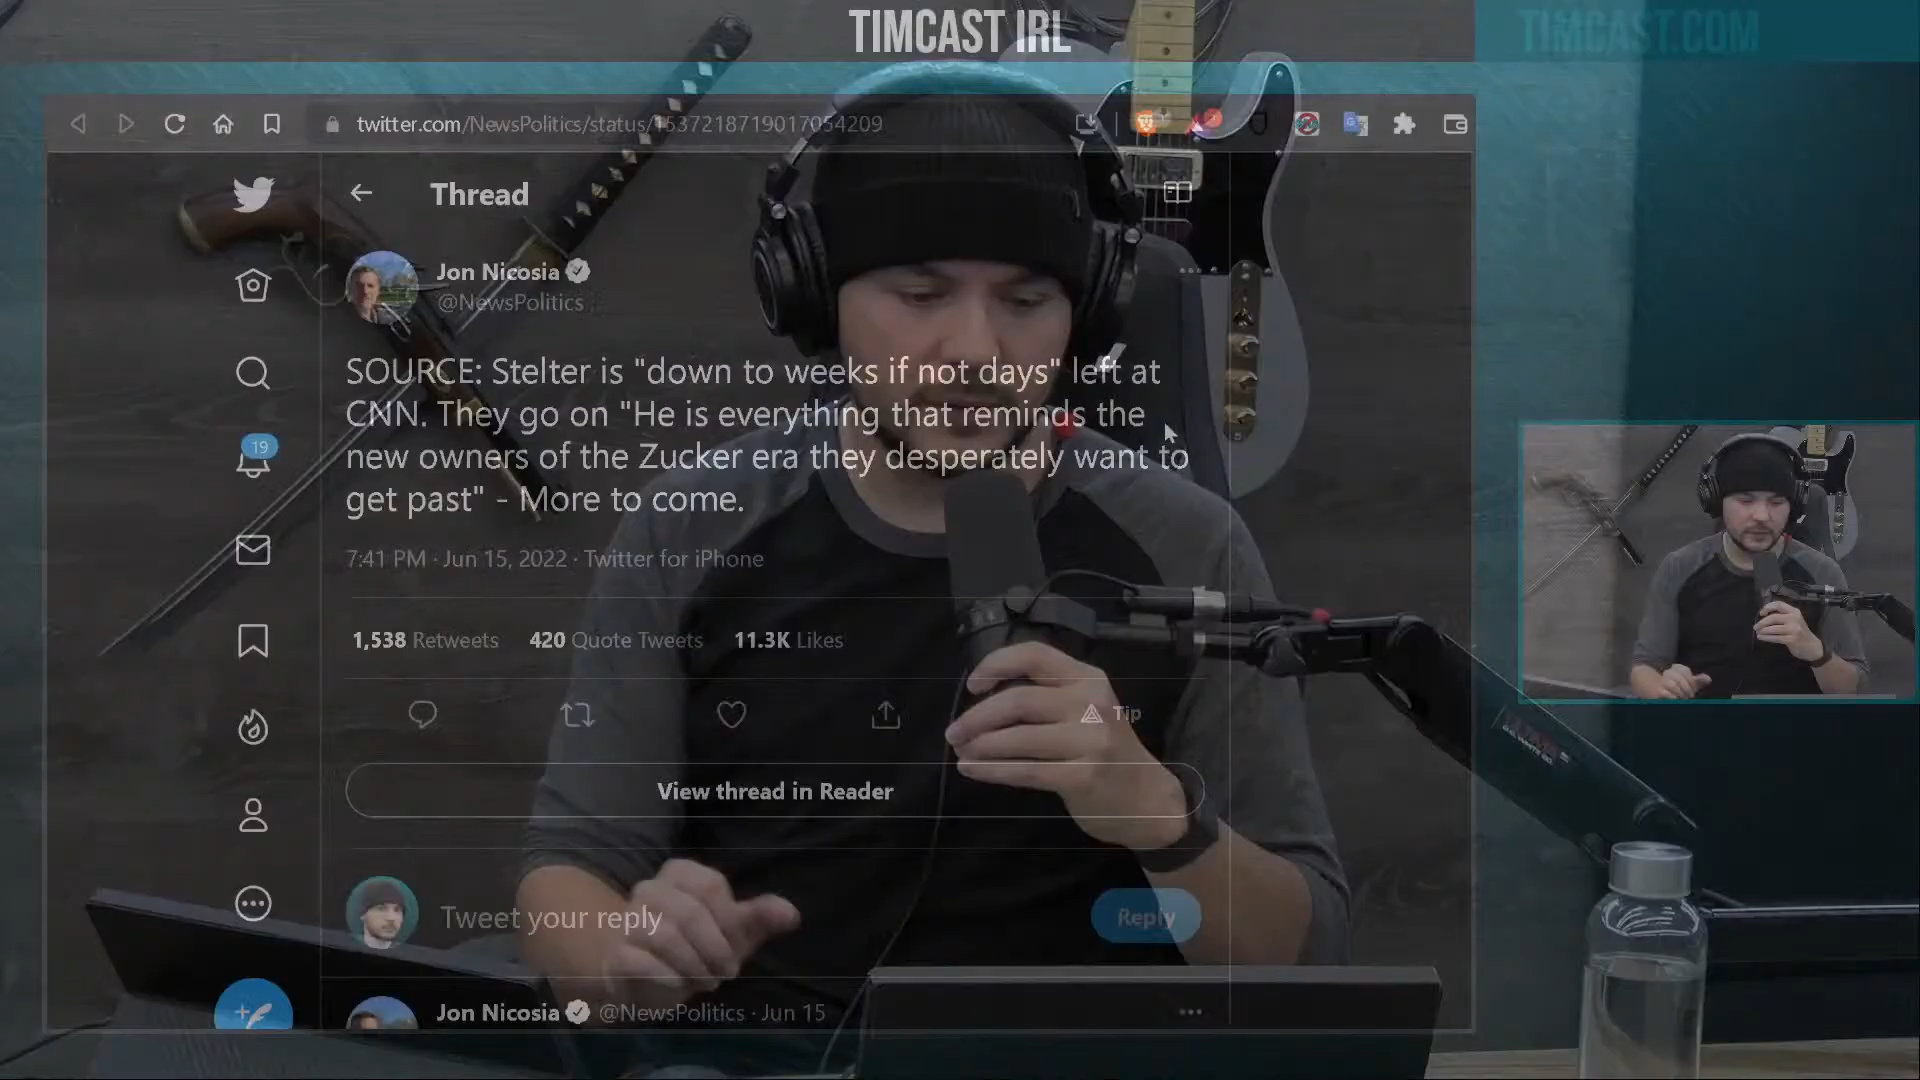 TIMCAST IRL
TIMCAST.COM
twitter.com/NewsPolitics/status/1537218719017054209
Thread
Jon Nicosia
@NewsPolitics
SOURCE: Stelter is "down to weeks if not days" left at
CNN. They go on "He is everything that reminds the
new owners of the Zucker era they desperately want to
get past" - More to come.
7:41 PM · Jun 15, 2022 · Twitter for iPhone
19
1,538 Retweets 420 Quote Tweets 11.3K Likes
Tip
View thread in Reader
Tweet your reply
Reply
Jon Nicosia @NewsPolitics · Jun 15